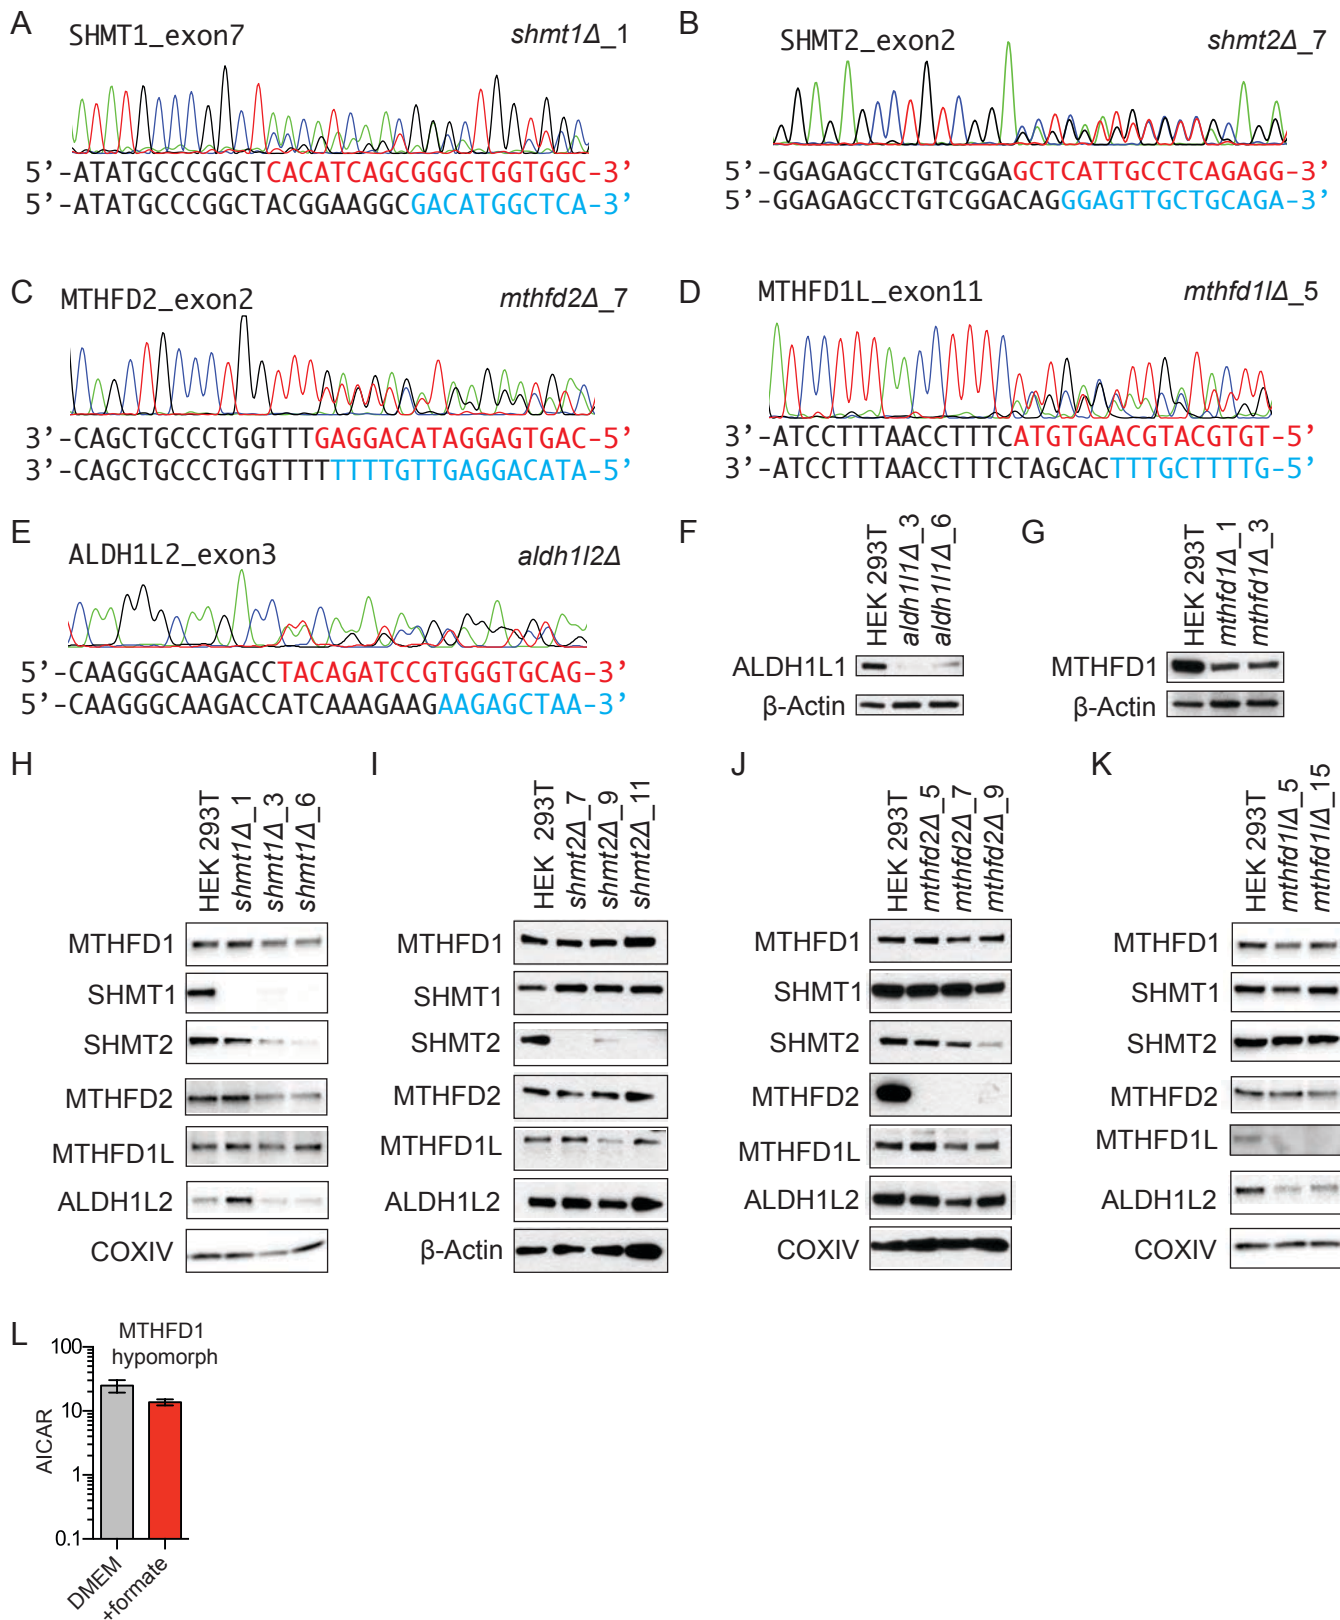 A
SHMT1_exon7
shmt1Δ_1
5’-ATATGCCCGGCTCACATCAGCGGGCTGGTGGC-3’
5’-ATATGCCCGGCTACGGAAGGCGACATGGCTCA-3’
B
SHMT2_exon2
shmt2Δ_7
5’-GGAGAGCCTGTCGGAGCTCATTGCCTCAGAGG-3’
5’-GGAGAGCCTGTCGGACAGGGAGTTGCTGCAGA-3’
C
MTHFD2_exon2
mthfd2Δ_7
3’-CAGCTGCCCTGGTTTGAGGACATAGGAGTGAC-5’
3’-CAGCTGCCCTGGTTTTTTTTGTTGAGGACATA-5’
D
MTHFD1L_exon11
mthfd1lΔ_5
3’-ATCCTTTAACCTTTCATGTGAACGTACGTGT-5’
3’-ATCCTTTAACCTTTCTAGCACTTTGCTTTTG-5’
E
ALDH1L2_exon3
aldh1l2Δ
5’-CAAGGGCAAGACCTACAGATCCGTGGGTGCAG-3’
5’-CAAGGGCAAGACCATCAAAGAAGAAGAGCTAA-3’
F
HEK 293T
aldh1l1Δ_3
aldh1l1Δ_6
ALDH1L1
β-Actin
G
HEK 293T
mthfd1Δ_1
mthfd1Δ_3
MTHFD1
β-Actin
H
HEK 293T
shmt1Δ_1
shmt1Δ_3
shmt1Δ_6
MTHFD1
SHMT1
SHMT2
MTHFD2
MTHFD1L
ALDH1L2
COXIV
I
HEK 293T
shmt2Δ_7
shmt2Δ_9
shmt2Δ_11
MTHFD1
SHMT1
SHMT2
MTHFD2
MTHFD1L
ALDH1L2
β-Actin
J
HEK 293T
mthfd2Δ_5
mthfd2Δ_7
mthfd2Δ_9
MTHFD1
SHMT1
SHMT2
MTHFD2
MTHFD1L
ALDH1L2
COXIV
K
HEK 293T
mthfd1lΔ_5
mthfd1lΔ_15
MTHFD1
SHMT1
SHMT2
MTHFD2
MTHFD1L
ALDH1L2
COXIV
L
MTHFD1
hypomorph
AICAR
100
10
1
0.1
DMEM
+formate